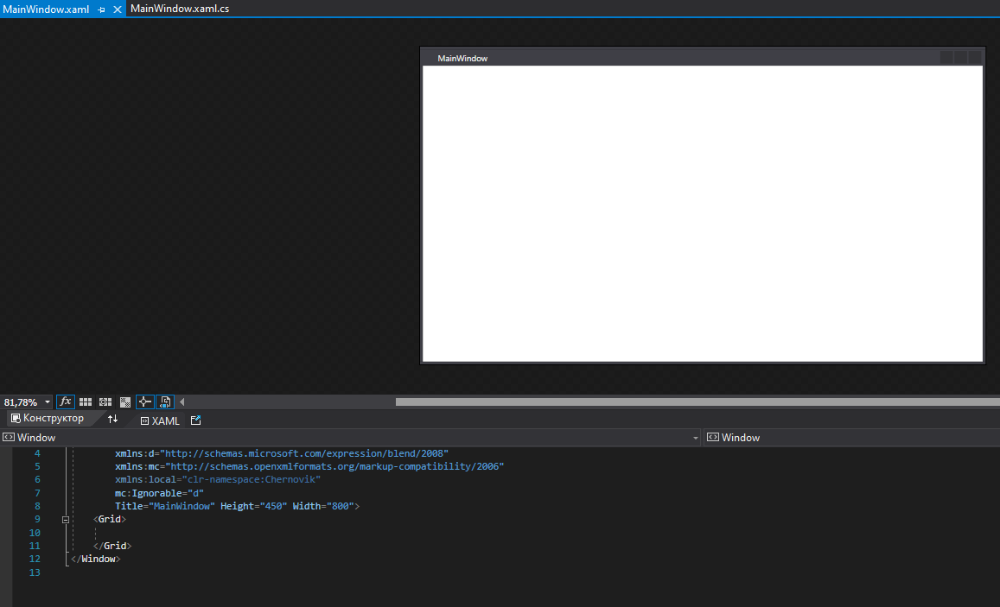 MainWindow.xaml
MainWindow.xaml.cs
MainWindow
81,78%
fx
Конструктор
XAML
Window
Window
4 xmlns:d="http://schemas.microsoft.com/expression/blend/2008"
5 xmlns:mc="http://schemas.openxmlformats.org/markup-compatibility/2006"
6 xmlns:local="clr-namespace:Chernovik"
7 mc:Ignorable="d"
8 Title="MainWindow" Height="450" Width="800">
9 <Grid>
10
11 </Grid>
12 </Window>
13